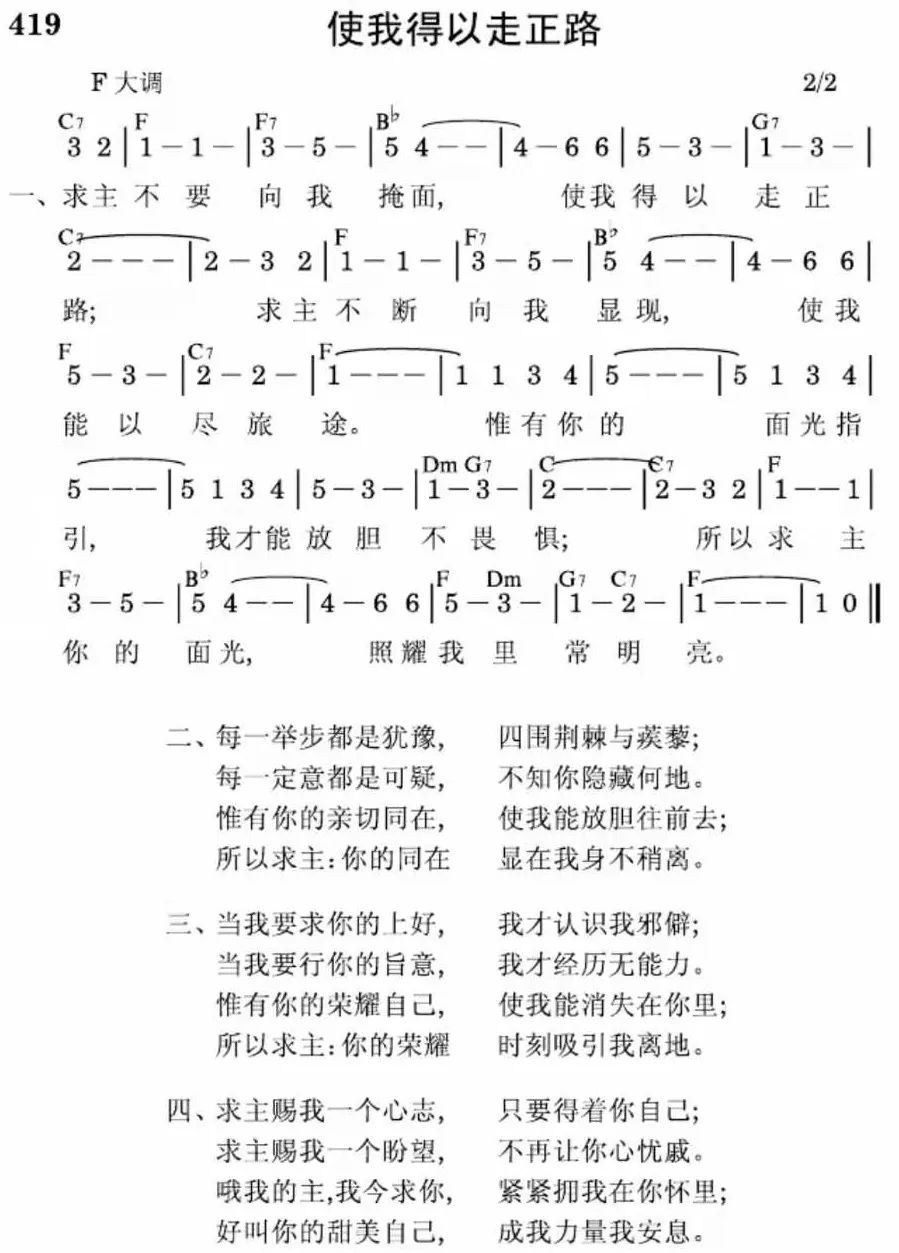 419
使我得以走正路
F 大调 2/2
C7 F F7 B♭ G7
3 2 | 1 – 1 – | 3 – 5 – | 5 4 – – | 4 – 6 6 | 5 – 3 – | 1 – 3 – |
一、求主 不 要 向 我 掩面, 使我 得 以 走 正
C7 F F7 B♭
2 – – – | 2 – 3 2 | 1 – 1 – | 3 – 5 – | 5 4 – – | 4 – 6 6 |
路; 求 主 不 断 向 我 显 现, 使 我
F C7 F
5 – 3 – | 2 – 2 – | 1 – – – | 1 1 3 4 | 5 – – – | 5 1 3 4 |
能 以 尽 旅 途。 惟 有 你 的 面 光 指
Dm G7 C C7 F
5 – – – | 5 1 3 4 | 5 – 3 – | 1 – 3 – | 2 – – – | 2 – 3 2 | 1 – – 1 |
引, 我 才 能 放 胆 不 畏 惧; 所 以 求 主
F7 B♭ F Dm G7 C7 F
3 – 5 – | 5 4 – – | 4 – 6 6 | 5 – 3 – | 1 – 2 – | 1 – – – | 1 0 ‖
你 的 面 光, 照 耀 我 里 常 明 亮。
二、每一举步都是犹豫, 四围荆棘与蒺藜;
每一定意都是可疑, 不知你隐藏何地。
惟有你的亲切同在, 使我能放胆往前去;
所以求主:你的同在 显在我身不稍离。
三、当我要求你的上好, 我才认识我邪僻;
当我要行你的旨意, 我才经历无能力。
惟有你的荣耀自己, 使我能消失在你里;
所以求主:你的荣耀 时刻吸引我离地。
四、求主赐我一个心志, 只要得着你自己;
求主赐我一个盼望, 不再让你心忧戚。
哦我的主,我今求你, 紧紧拥我在你怀里;
好叫你的甜美自己, 成我力量我安息。